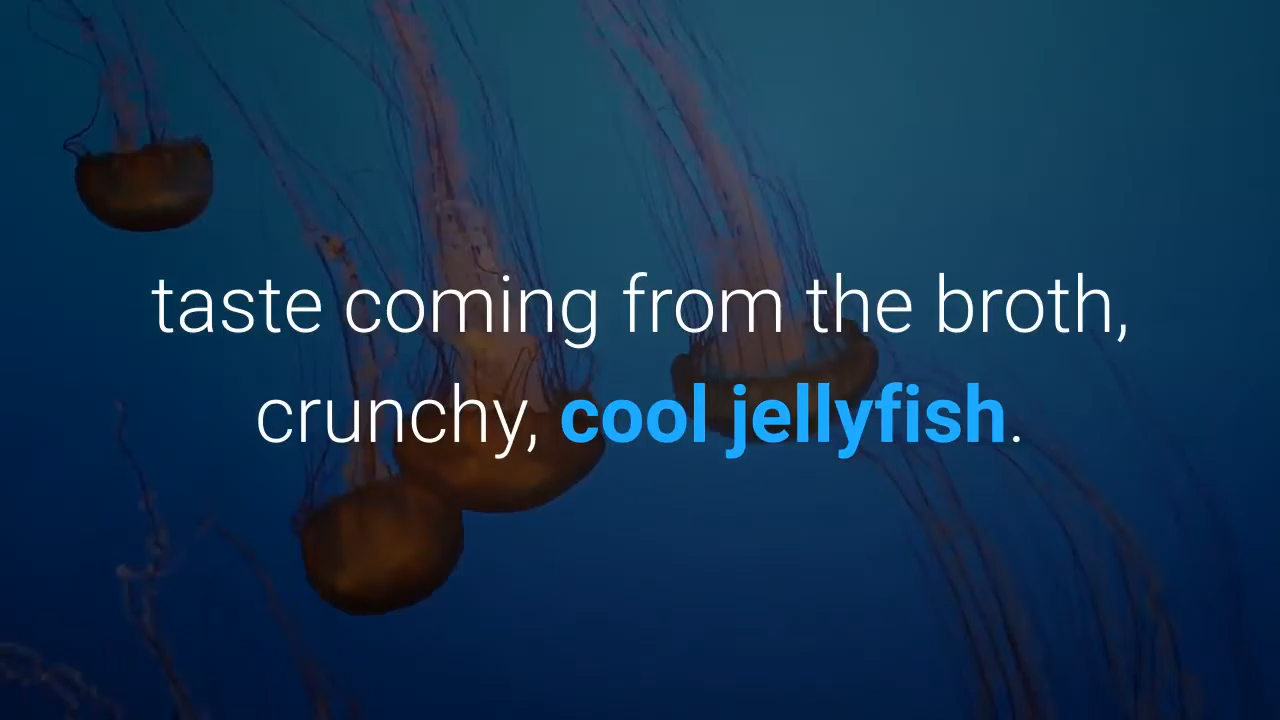 taste coming from the broth,
crunchy, cool jellyfish.